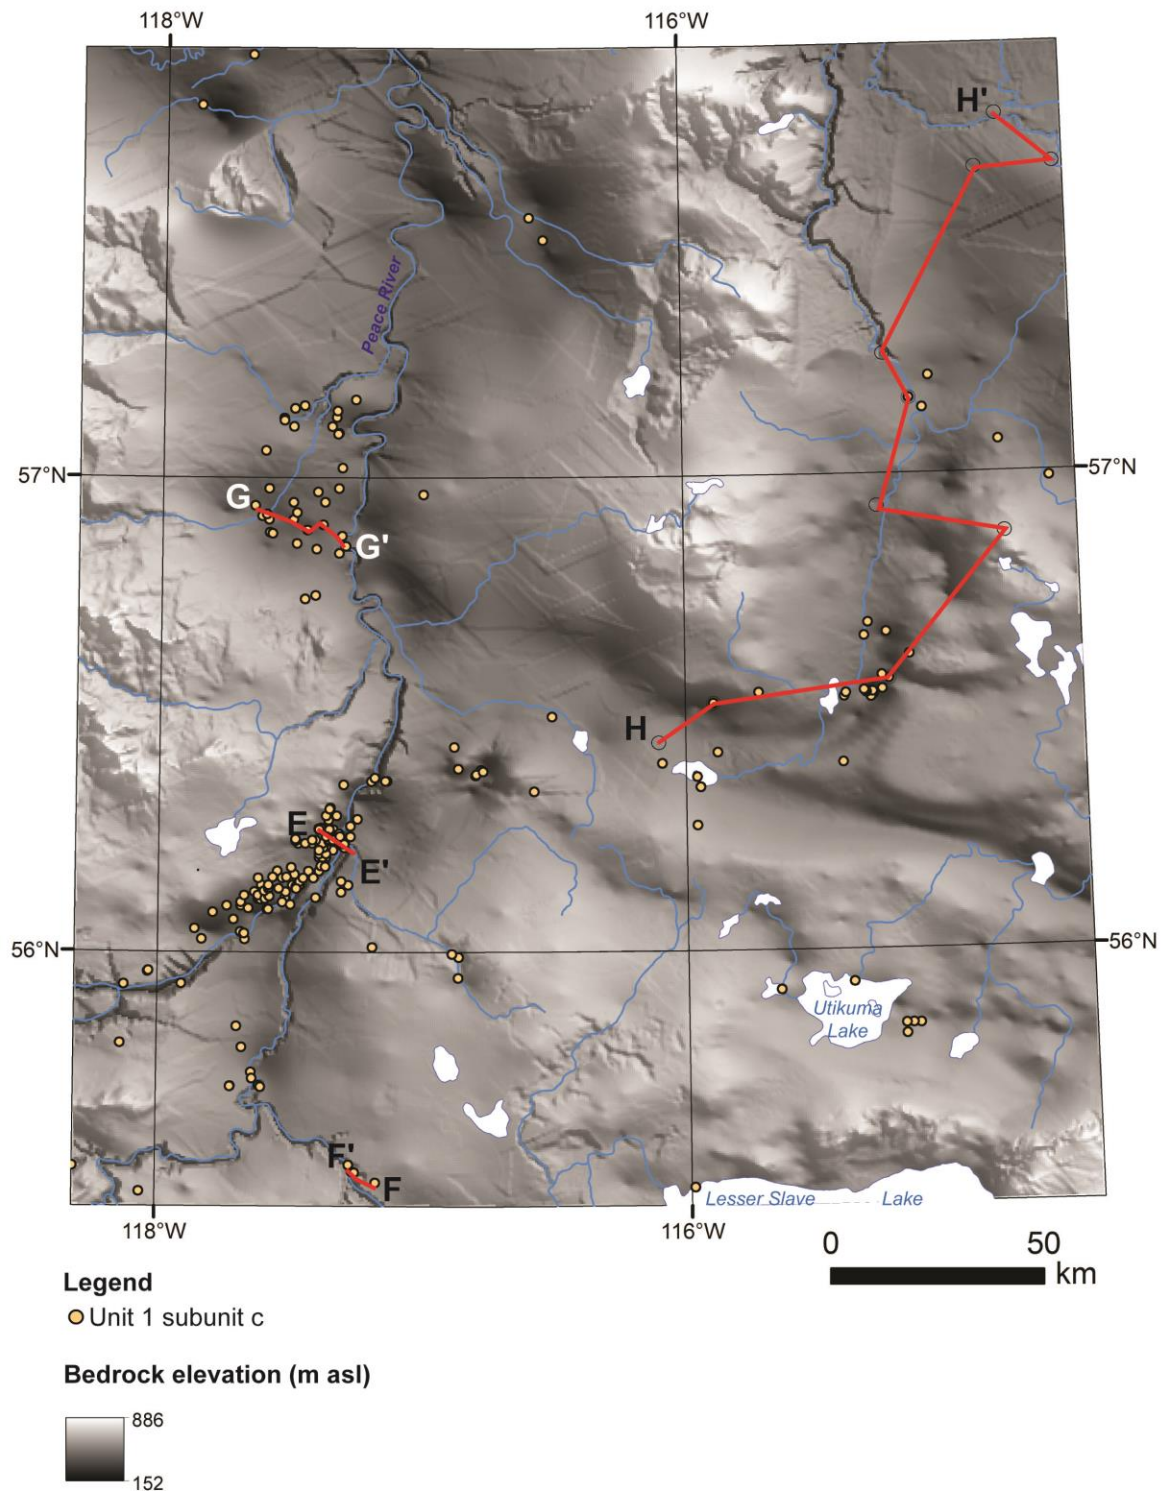 118°W
116°W
H'
Peace River
57°N
57°N
G
G'
H
E
E'
56°N
56°N
Utikuma
Lake
F'
F
Lesser Slave Lake
118°W
116°W
0 50
km
Legend
Unit 1 subunit c
Bedrock elevation (m asl)
886
152